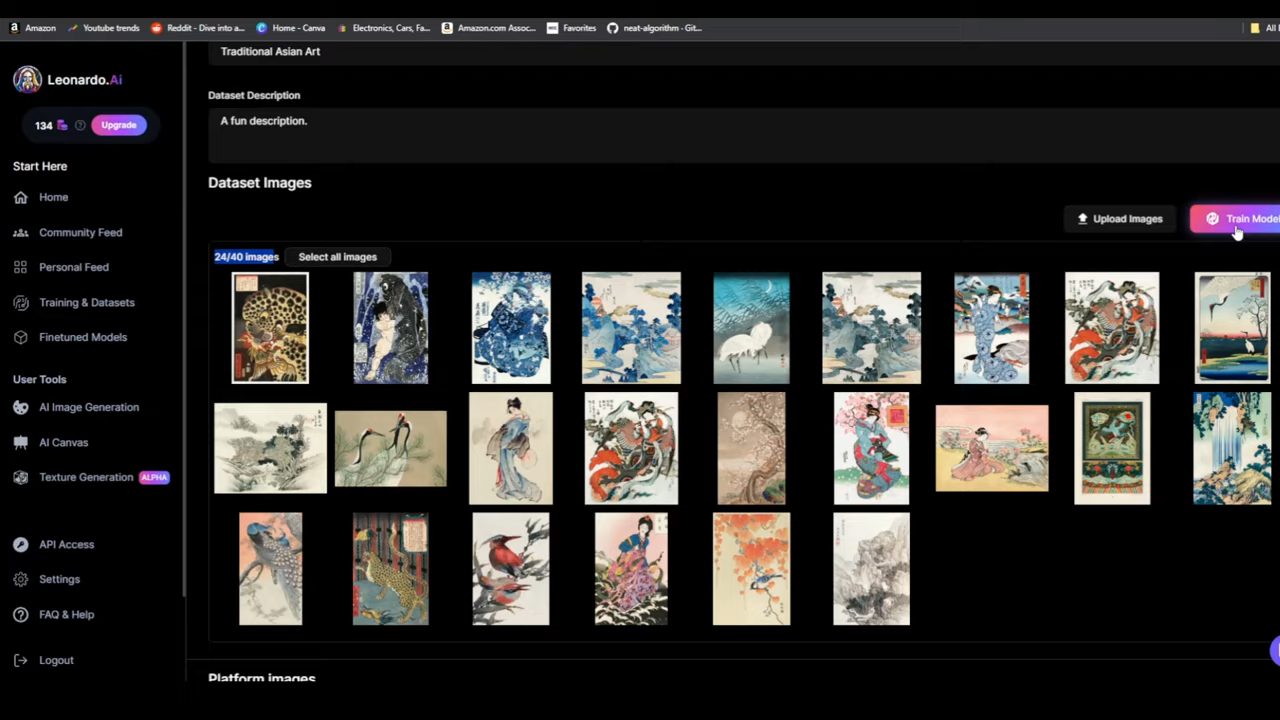 Amazon
Youtube trends
Reddit - Dive into a...
Home - Canva
Electronics, Cars, Fa...
Amazon.com Assoc...
Favorites
neat-algorithm - Git...
All
Leonardo.Ai
134
Upgrade
Start Here
Home
Community Feed
Personal Feed
Training & Datasets
Finetuned Models
User Tools
AI Image Generation
AI Canvas
Texture Generation ALPHA
API Access
Settings
FAQ & Help
Logout
Traditional Asian Art
Dataset Description
A fun description.
Dataset Images
Upload Images
Train Model
24/40 images
Select all images
Platform images